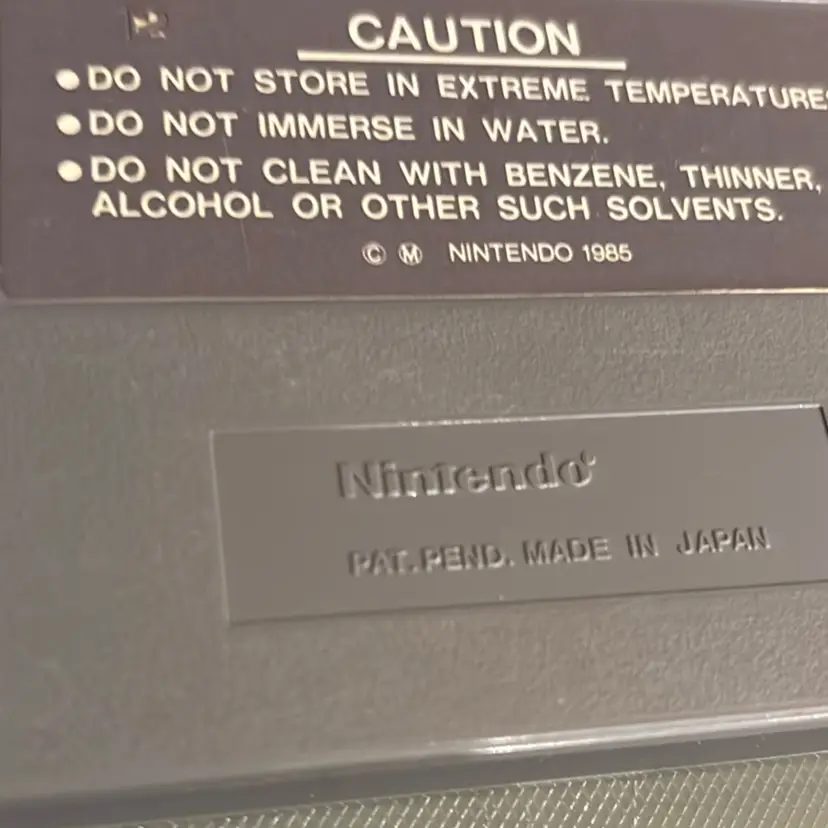 CAUTION
●DO NOT STORE IN EXTREME TEMPERATURES
●DO NOT IMMERSE IN WATER.
●DO NOT CLEAN WITH BENZENE, THINNER,
ALCOHOL OR OTHER SUCH SOLVENTS.
Ⓒ Ⓜ NINTENDO 1985
Nintendo®
PAT. PEND. MADE IN JAPAN